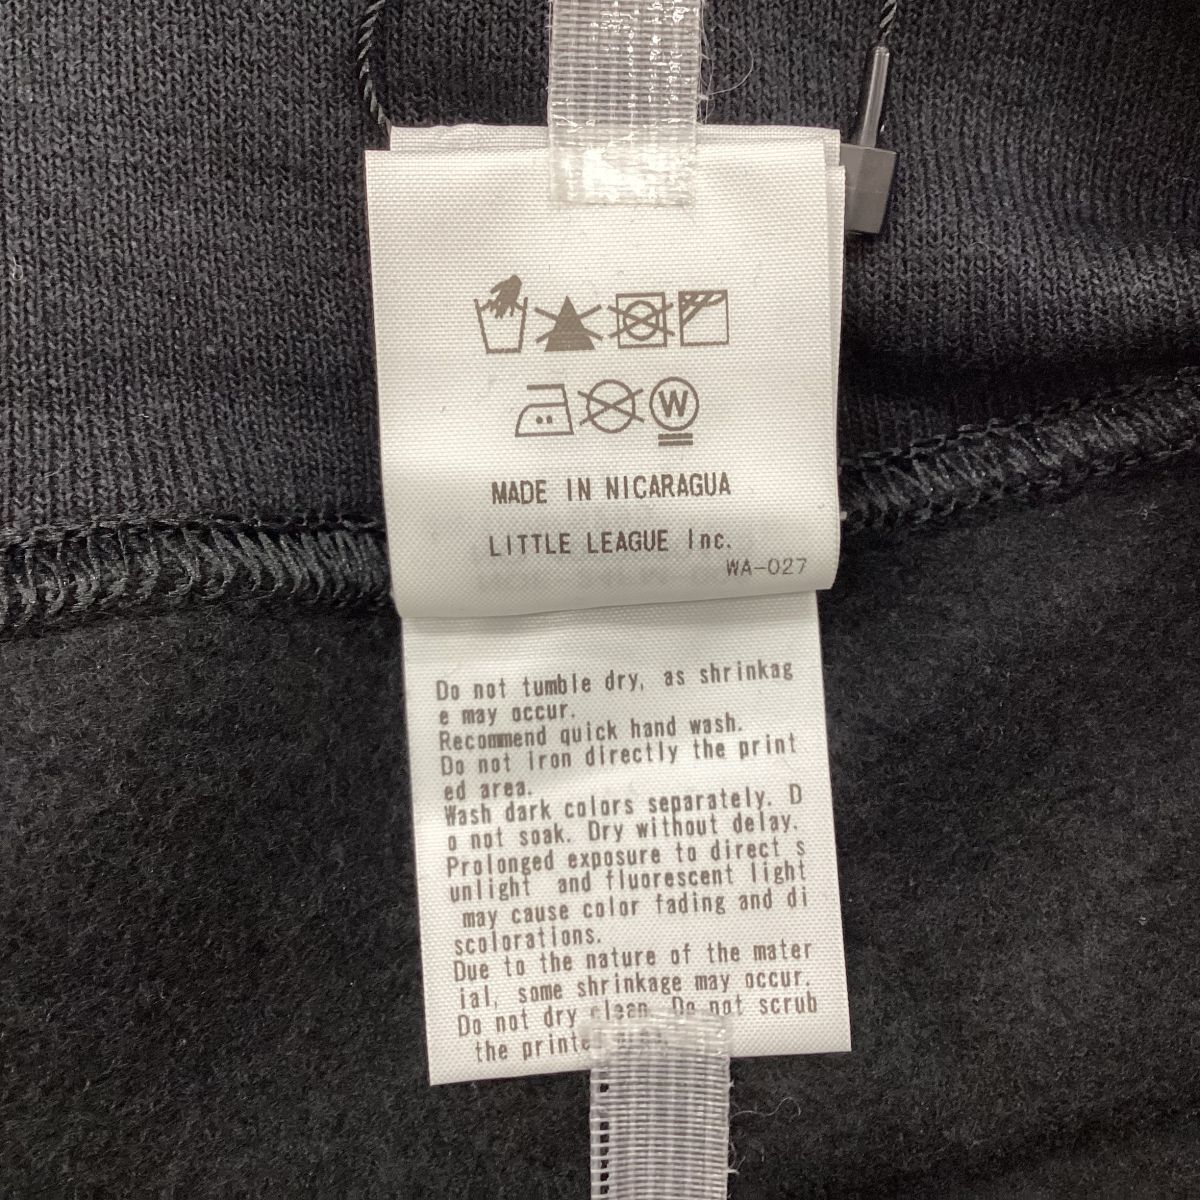 W
MADE IN NICARAGUA
LITTLE LEAGUE Inc.
WA-027
Do not tumble dry, as shrinkag
e may occur.
Recommend quick hand wash.
Do not iron directly the print
ed area.
Wash dark colors separately. D
o not soak. Dry without delay.
Prolonged exposure to direct s
unlight and fluorescent light
may cause color fading and di
scolorations.
Due to the nature of the mater
ial, some shrinkage may occur.
Do not dry clean. Do not scrub
the printe